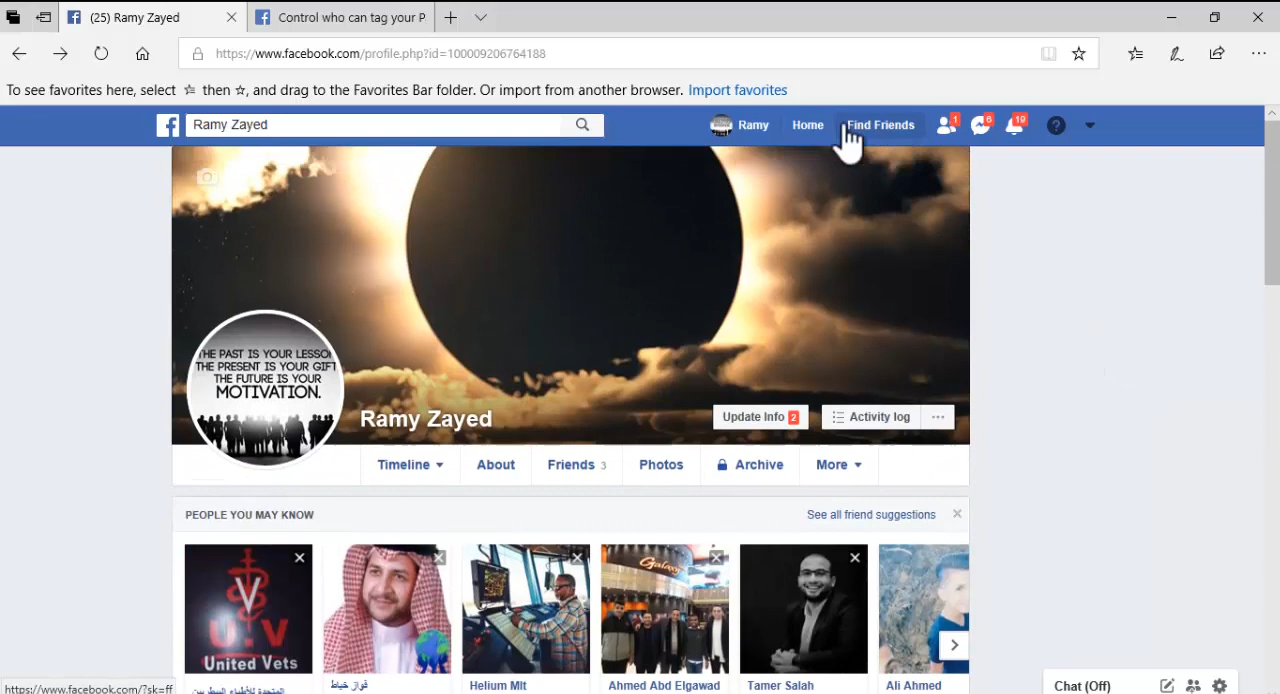 (25) Ramy Zayed
Control who can tag your P
https://www.facebook.com/profile.php?id=100009206764188
To see favorites here, select then ☆, and drag to the Favorites Bar folder. Or import from another browser. Import favorites
Ramy Zayed
Ramy Home Find Friends 1 6 19
THE PAST IS YOUR LESSON
THE PRESENT IS YOUR GIFT
THE FUTURE IS YOUR
MOTIVATION.
Ramy Zayed
Update Info 2
Activity log
Timeline About Friends 3 Photos Archive More
PEOPLE YOU MAY KNOW
See all friend suggestions
Galaxy
V
U.V
United Vets
فواز خياط
Helium Mlt
Ahmed Abd Elgawad
Tamer Salah
Ali Ahmed
Chat (Off)
https://www.facebook.com/?sk=ff